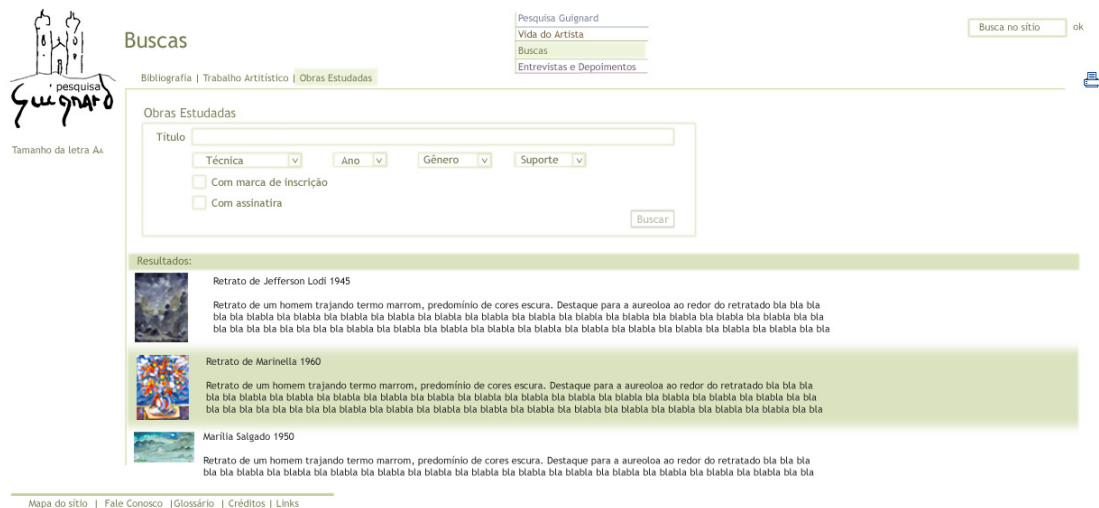 Pesquisa Guignard
Vida do Artista
Buscas
Entrevistas e Depoimentos
Busca no sítio ok
Buscas
pesquisa
Guignard
Bibliografia | Trabalho Artitístico | Obras Estudadas
Tamanho da letra AA
Obras Estudadas
Título
Técnica v Ano v Gênero v Suporte v
Com marca de inscrição
Com assinatira
Buscar
Resultados:
Retrato de Jefferson Lodi 1945
Retrato de um homem trajando termo marrom, predomínio de cores escura. Destaque para a aureoloa ao redor do retratado bla bla bla
bla bla blabla bla blabla bla blabla bla blabla bla blabla bla blabla bla blabla bla blabla bla blabla bla blabla bla blabla bla bla
bla bla bla bla bla bla bla blabla bla blabla bla blabla bla blabla bla blabla bla blabla bla blabla bla blabla bla blabla bla bla
Retrato de Marinella 1960
Retrato de um homem trajando termo marrom, predomínio de cores escura. Destaque para a aureoloa ao redor do retratado bla bla bla
bla bla blabla bla blabla bla blabla bla blabla bla blabla bla blabla bla blabla bla blabla bla blabla bla blabla bla blabla bla bla
bla bla bla bla bla bla bla blabla bla blabla bla blabla bla blabla bla blabla bla blabla bla blabla bla blabla bla blabla bla bla
Marília Salgado 1950
Retrato de um homem trajando termo marrom, predomínio de cores escura. Destaque para a aureoloa ao redor do retratado bla bla bla
bla bla blabla bla blabla bla blabla bla blabla bla blabla bla blabla bla blabla bla blabla bla blabla bla blabla bla blabla bla bla
Mapa do sítio | Fale Conosco |Glossário | Créditos | Links